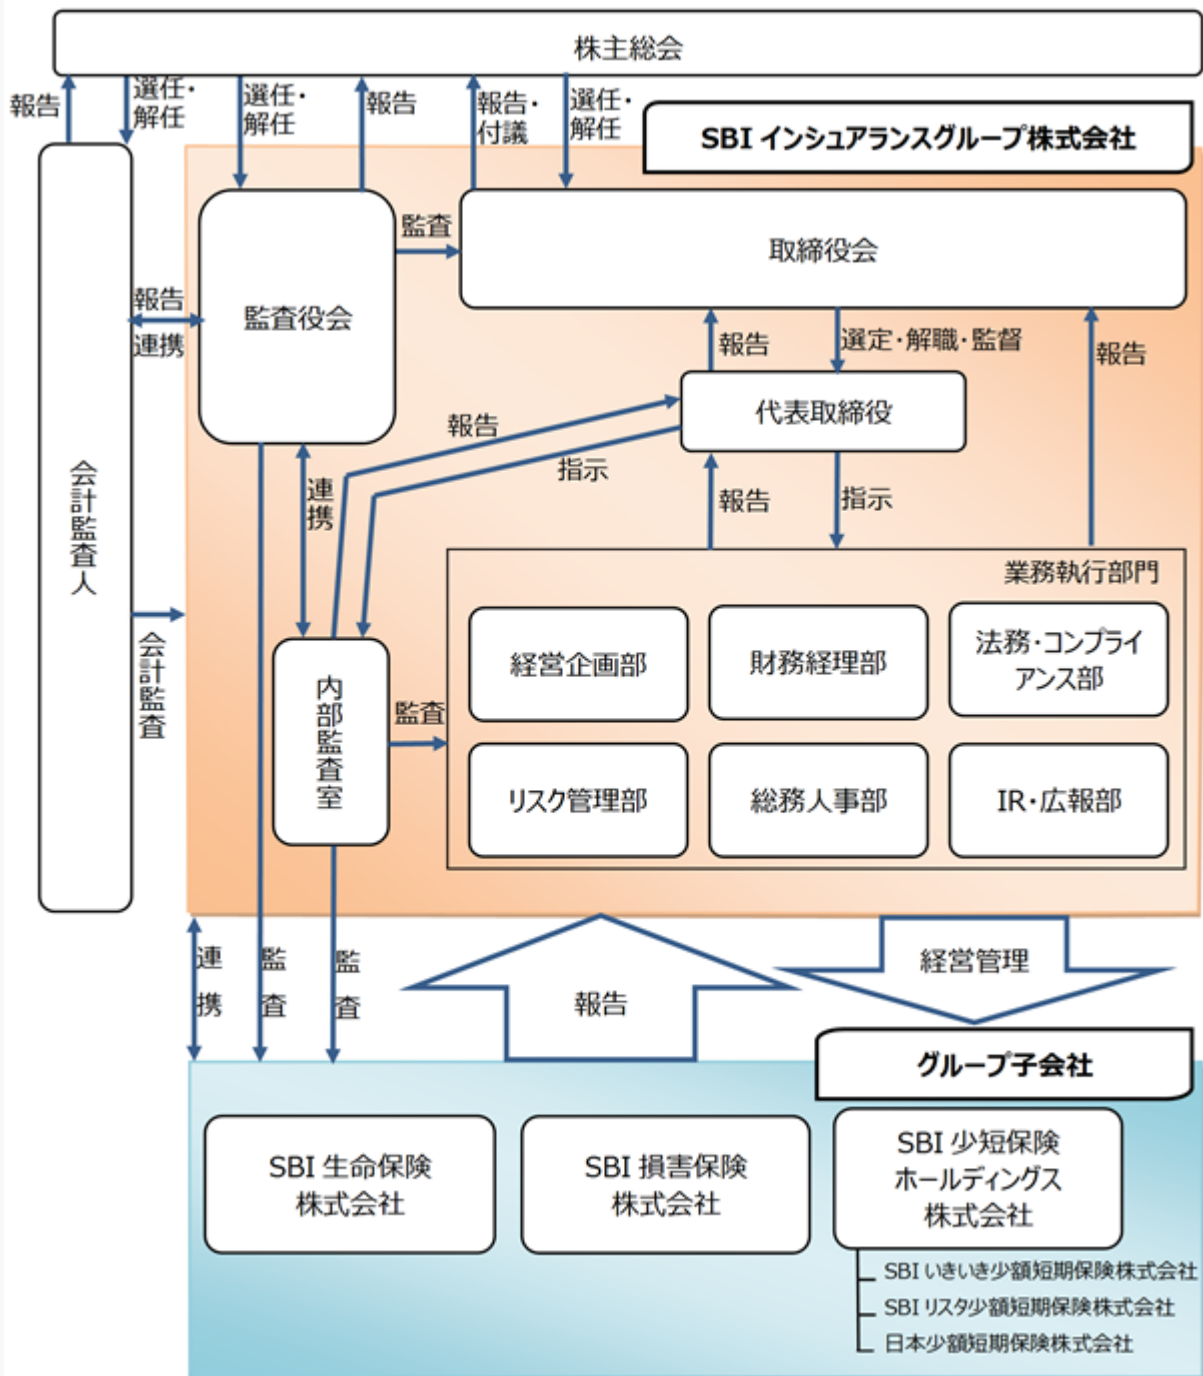 株主総会
報告
選任・
解任
選任・
解任
報告
報告・
付議
選任・
解任
SBI インシュアランスグループ株式会社
監査役会
監査
取締役会
報告
連携
報告
選定・解職・監督
報告
代表取締役
報告
指示
連携
報告
指示
会計監査人
会計監査
業務執行部門
経営企画部
財務経理部
法務・コンプライ
アンス部
内部監査室
監査
リスク管理部
総務人事部
IR・広報部
連携
監査
監査
報告
経営管理
グループ子会社
SBI 生命保険
株式会社
SBI 損害保険
株式会社
SBI 少短保険
ホールディングス
株式会社
SBI いきいき少額短期保険株式会社
SBI リスタ少額短期保険株式会社
日本少額短期保険株式会社